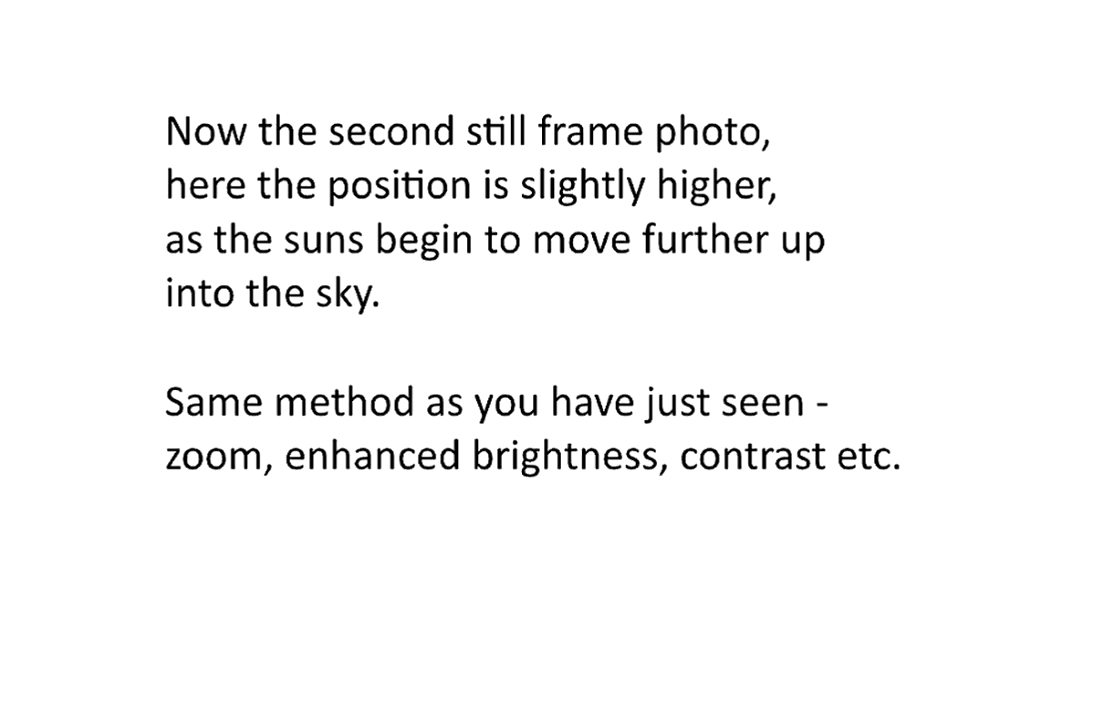 Now the second still frame photo,
here the position is slightly higher,
as the suns begin to move further up
into the sky.
Same method as you have just seen -
zoom, enhanced brightness, contrast etc.